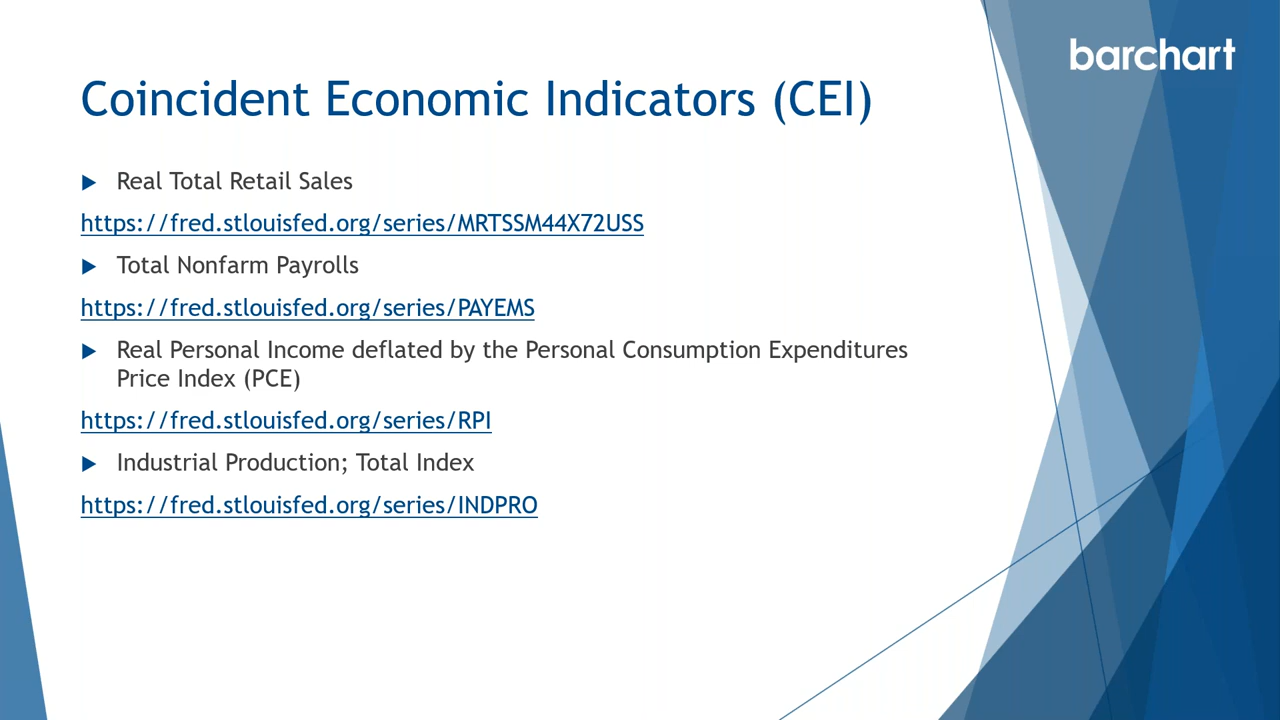 barchart
Coincident Economic Indicators (CEI)
Real Total Retail Sales
https://fred.stlouisfed.org/series/MRTSSM44X72USS
Total Nonfarm Payrolls
https://fred.stlouisfed.org/series/PAYEMS
Real Personal Income deflated by the Personal Consumption Expenditures
Price Index (PCE)
https://fred.stlouisfed.org/series/RPI
Industrial Production; Total Index
https://fred.stlouisfed.org/series/INDPRO